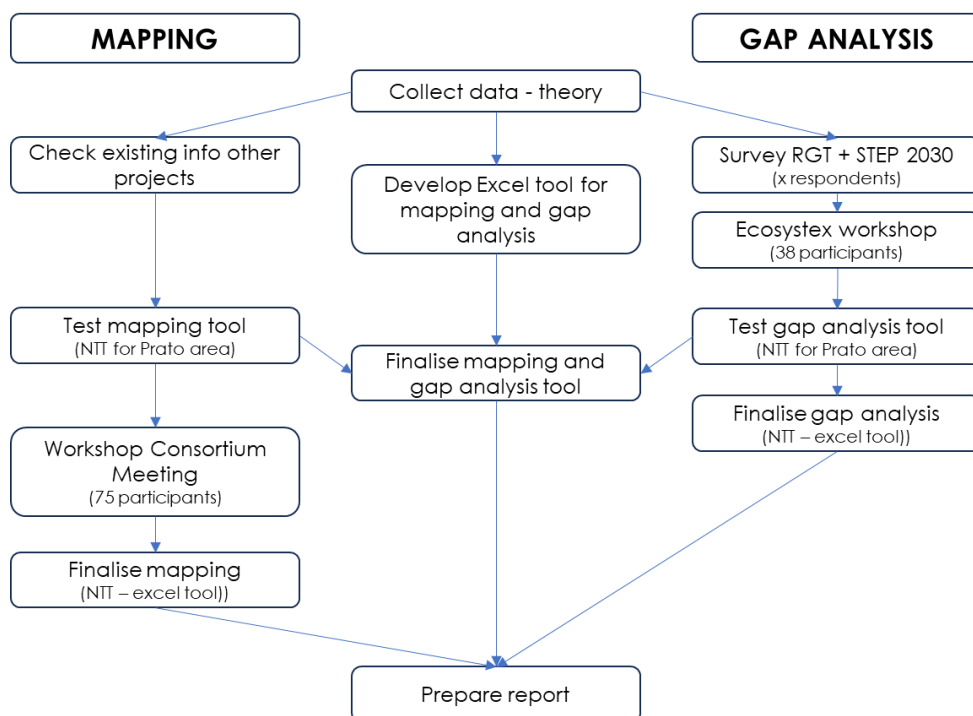 MAPPING
GAP ANALYSIS
Collect data - theory
Check existing info other
projects
Develop Excel tool for
mapping and gap
analysis
Survey RGT + STEP 2030
(x respondents)
Ecosystex workshop
(38 participants)
Test mapping tool
(NTT for Prato area)
Finalise mapping and
gap analysis tool
Test gap analysis tool
(NTT for Prato area)
Finalise gap analysis
(NTT – excel tool))
Workshop Consortium
Meeting
(75 participants)
Finalise mapping
(NTT – excel tool))
Prepare report